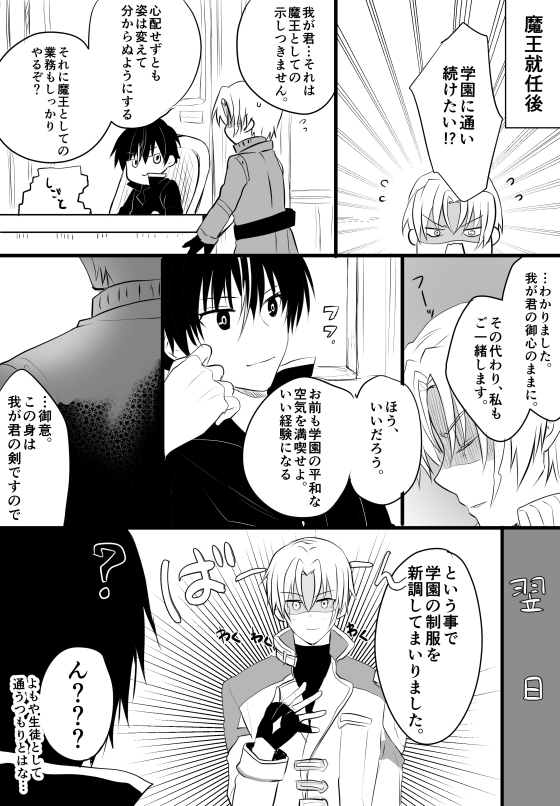 魔王就任後
学園に通い
続けたい!?
我が君…それは
魔王としての
示しつきません。
心配せずとも
姿は変えて
分からぬようにする
それに魔王としての
業務もしっかり
やるぞ?
しごと
…わかりました。
我が君の御心のままに。
その代わり、私も
ご一緒します。
フー
フフ。
ほう、
いいだろう。
お前も学園の平和な
空気を満喫せよ。
いい経験になる
…御意。
この身は
我が君の剣ですので
翌日
という事で
学園の制服を
新調してまいりました。
ばーん
わくわく
わくわく
?
ん???
よもや生徒として
通うつもりとはな…